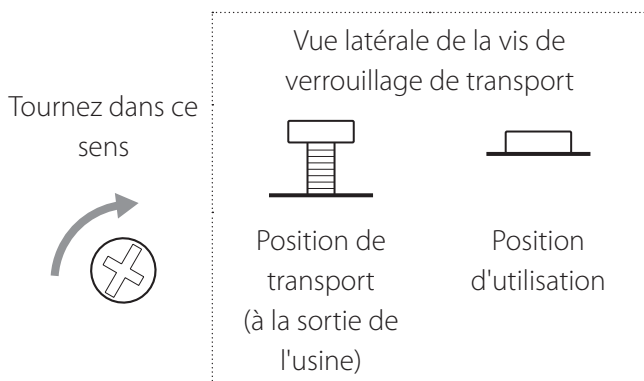 Tournez dans ce
sens
Vue latérale de la vis de
verrouillage de transport
Position de
transport
(à la sortie de
l'usine)
Position
d'utilisation